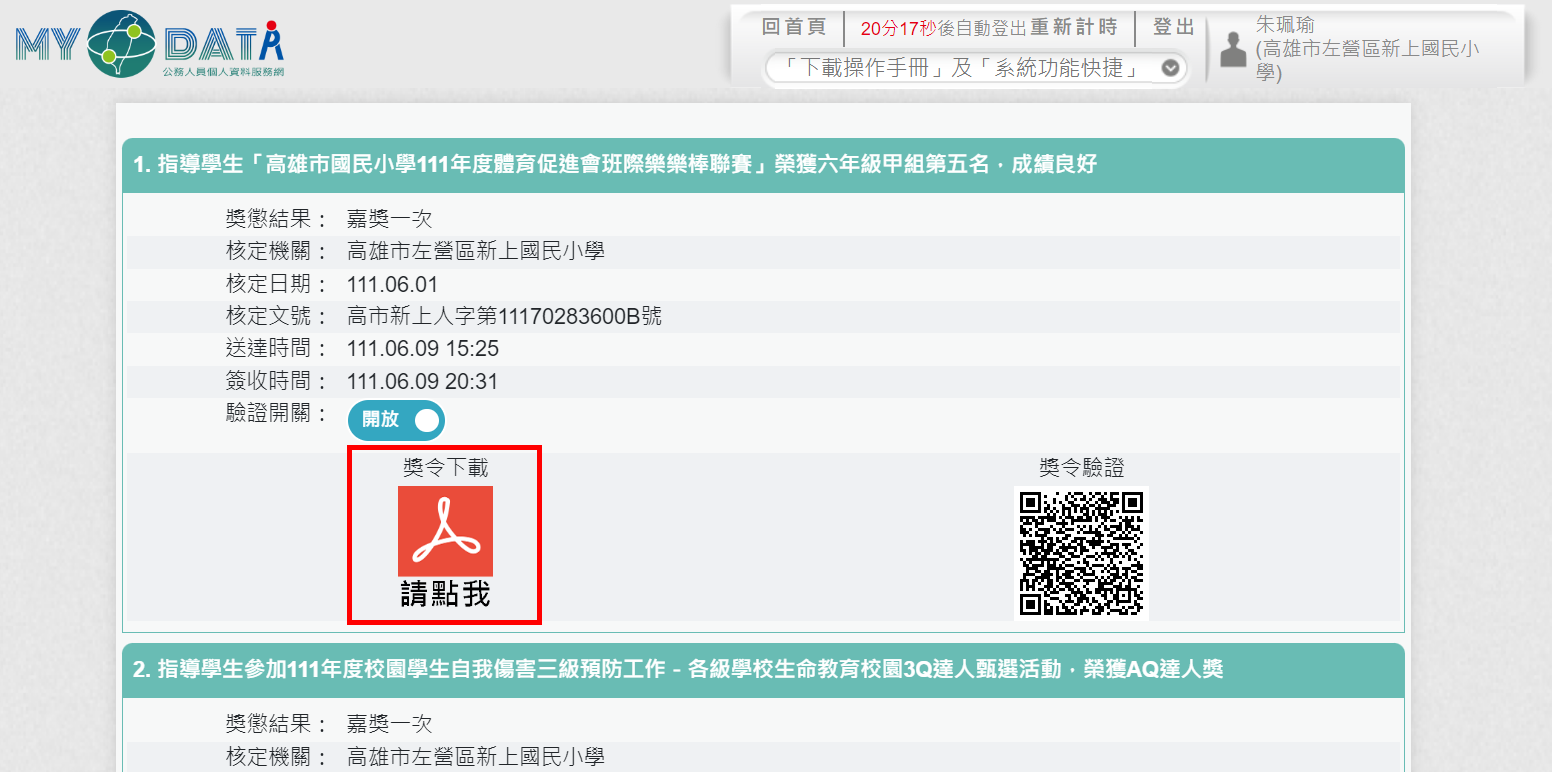 MY DATA
公務人員個人資料服務網
回首頁
20分17秒後自動登出 重新計時
登出
「下載操作手冊」及「系統功能快捷」
朱珮瑜
(高雄市左營區新上國民小
學)
1. 指導學生「高雄市國民小學111年度體育促進會班際樂樂棒聯賽」榮獲六年級甲組第五名，成績良好
獎懲結果： 嘉獎一次
核定機關： 高雄市左營區新上國民小學
核定日期： 111.06.01
核定文號： 高市新上人字第11170283600B號
送達時間： 111.06.09 15:25
簽收時間： 111.06.09 20:31
驗證開關： 開放
獎令下載
請點我
獎令驗證
2. 指導學生參加111年度校園學生自我傷害三級預防工作－各級學校生命教育校園3Q達人甄選活動，榮獲AQ達人獎
獎懲結果： 嘉獎一次
核定機關： 高雄市左營區新上國民小學